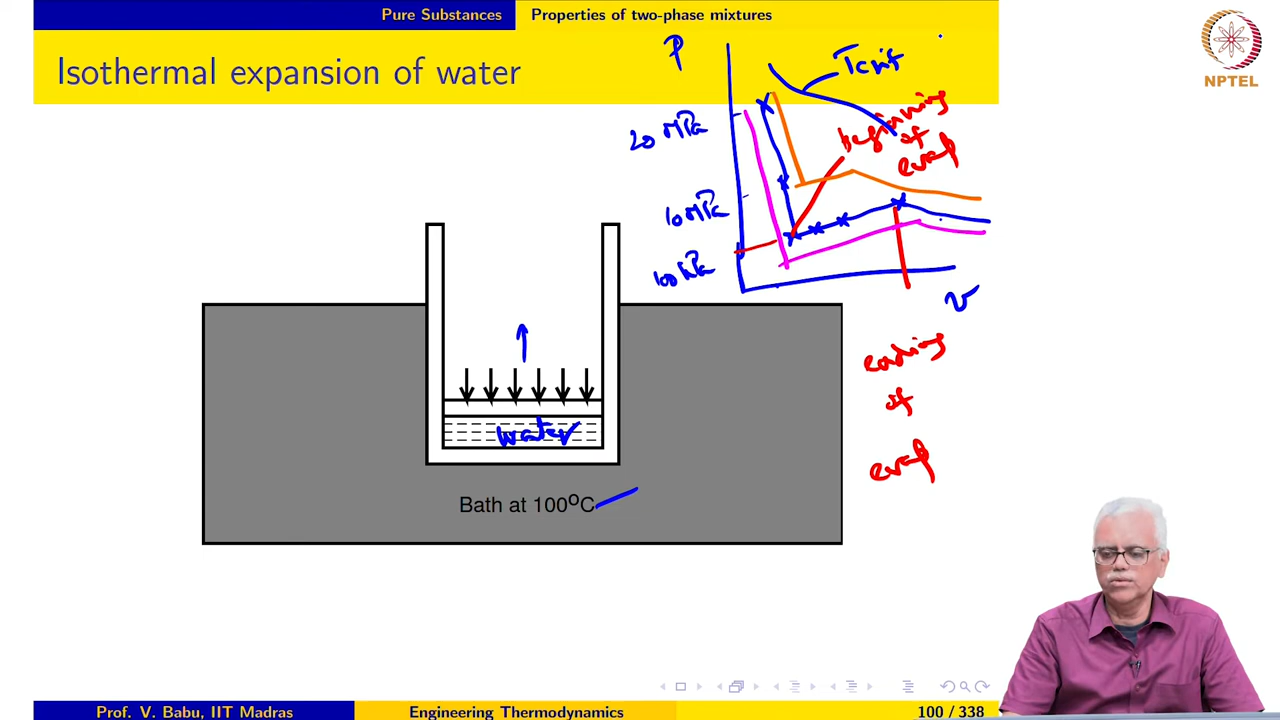 Pure Substances
Properties of two-phase mixtures
Isothermal expansion of water
NPTEL
P
Tcrit
20 MPa
beginning
of
evap
10 MPa
100 kPa
v
ending
of
evap
water
Bath at 100°C
Prof. V. Babu, IIT Madras
Engineering Thermodynamics
100 / 338